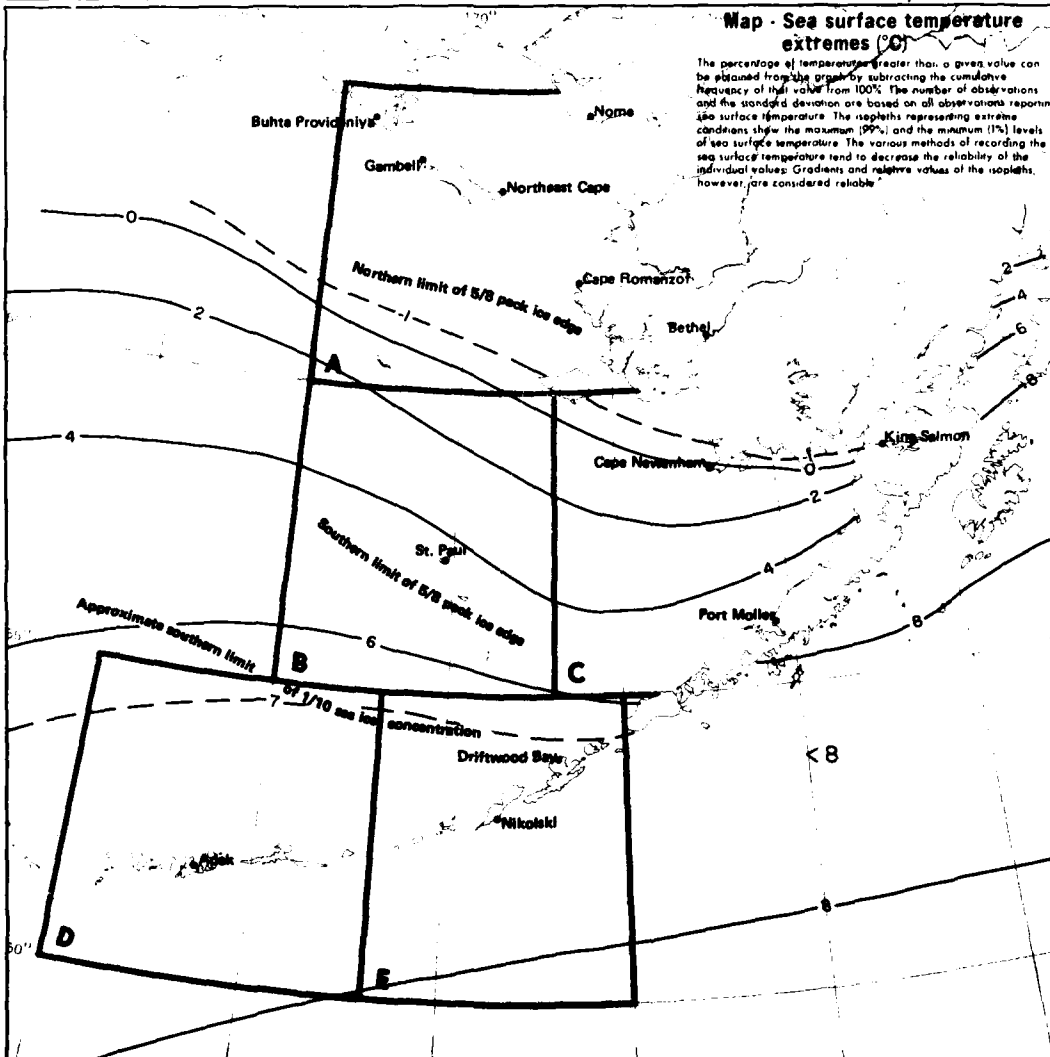 Map - Sea surface temperature
extremes (°C)
The percentage of temperatures greater than a given value can
be obtained from the graph by subtracting the cumulative
frequency of that value from 100% The number of observations
and the standard deviation are based on all observations reportin
sea surface temperature The isopleths representing extreme
conditions show the maximum (99%) and the minimum (1%) levels
of sea surface temperature The various methods of recording the
sea surface temperature tend to decrease the reliability of the
individual values: Gradients and relative values of the isopleths,
however, are considered reliable
170°
Buhta Provideniya
Nome
Gambell
Northeast Cape
0
Northern limit of 5/8 pack ice edge
Cape Romanzof
2
4
6
8
2
-1
Bethel
A
4
King Salmon
Cape Newenham
-1
0
2
St. Paul
4
Southern limit of 5/8 pack ice edge
Port Moller
Approximate southern limit
of 1/10 sea ice concentration
6
6
B
C
7
Driftwood Bay
<8
Nikolski
Adak
8
D
E